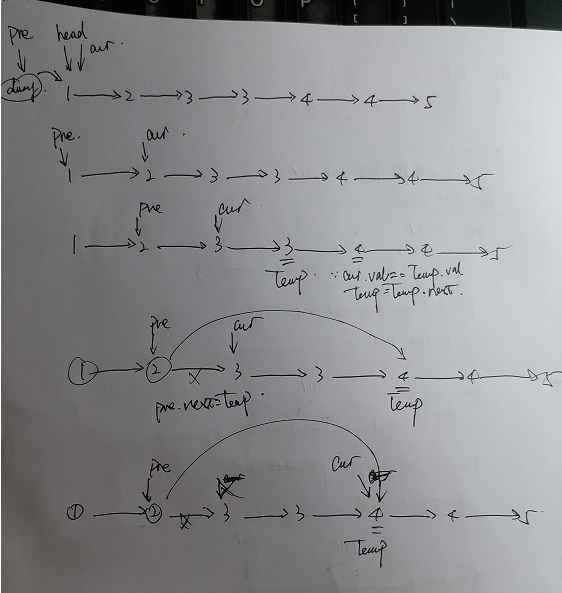 pre head cur.
dump. 1 → 2 → 3 → 3 → 4 → 4 → 5
pre. cur.
1 → 2 → 3 → 3 → 4 → 4 → 5
pre cur
1 → 2 → 3 → 3 → 4 → 4 → 5
Temp. ∵ cur.val == Temp.val
Temp = Temp.next.
pre cur
① → ② → 3 → 3 → 4 → 4 → 5
x
pre.next = Temp. Temp
pre cur
① → ② → 3 → 3 → 4 → 4 → 5
x
Temp